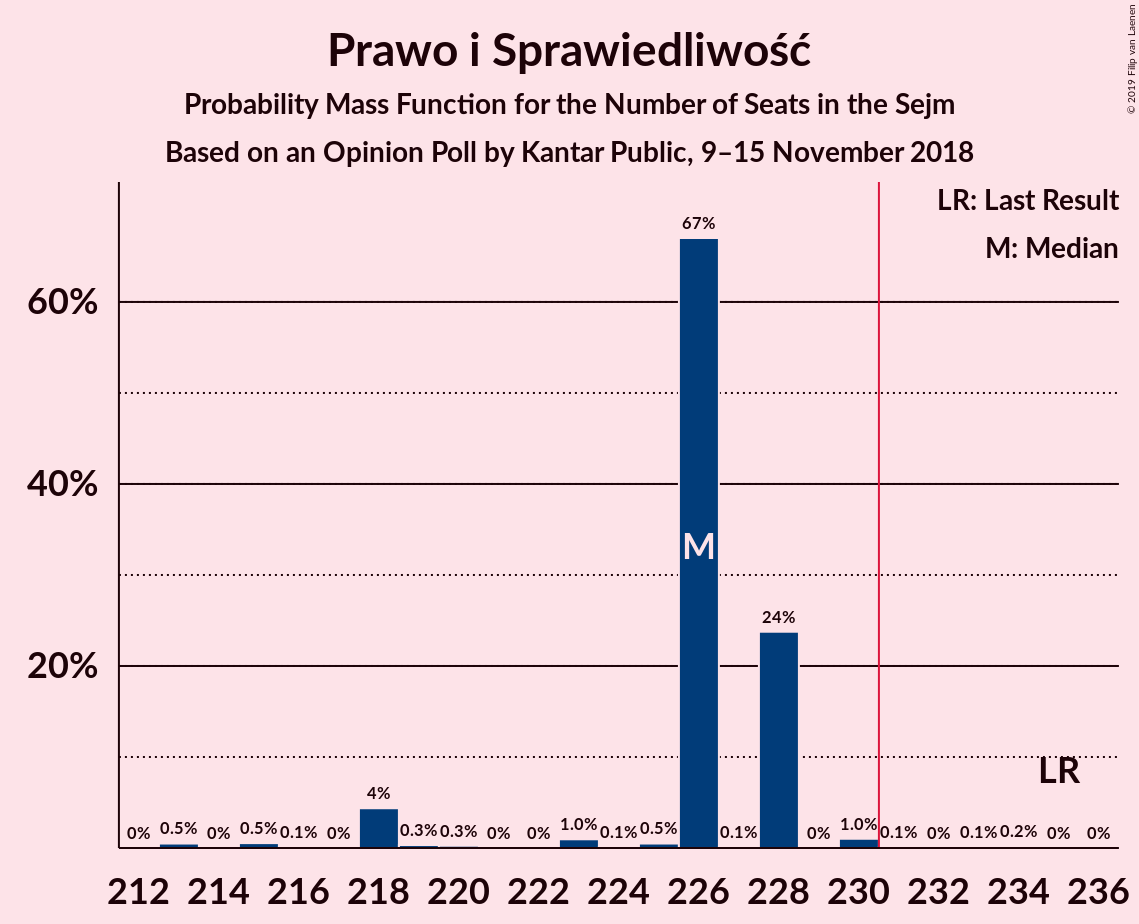 Prawo i Sprawiedliwość
Probability Mass Function for the Number of Seats in the Sejm
Based on an Opinion Poll by Kantar Public, 9–15 November 2018
© 2019 Filip van Laenen
LR: Last Result
M: Median
60%
40%
20%
67%
M
24%
LR
4%
0% 0.5% 0% 0.5% 0.1% 0% 0.3% 0.3% 0% 0% 1.0% 0.1% 0.5% 0.1% 0% 1.0% 0.1% 0% 0.1% 0.2% 0% 0%
212 214 216 218 220 222 224 226 228 230 232 234 236